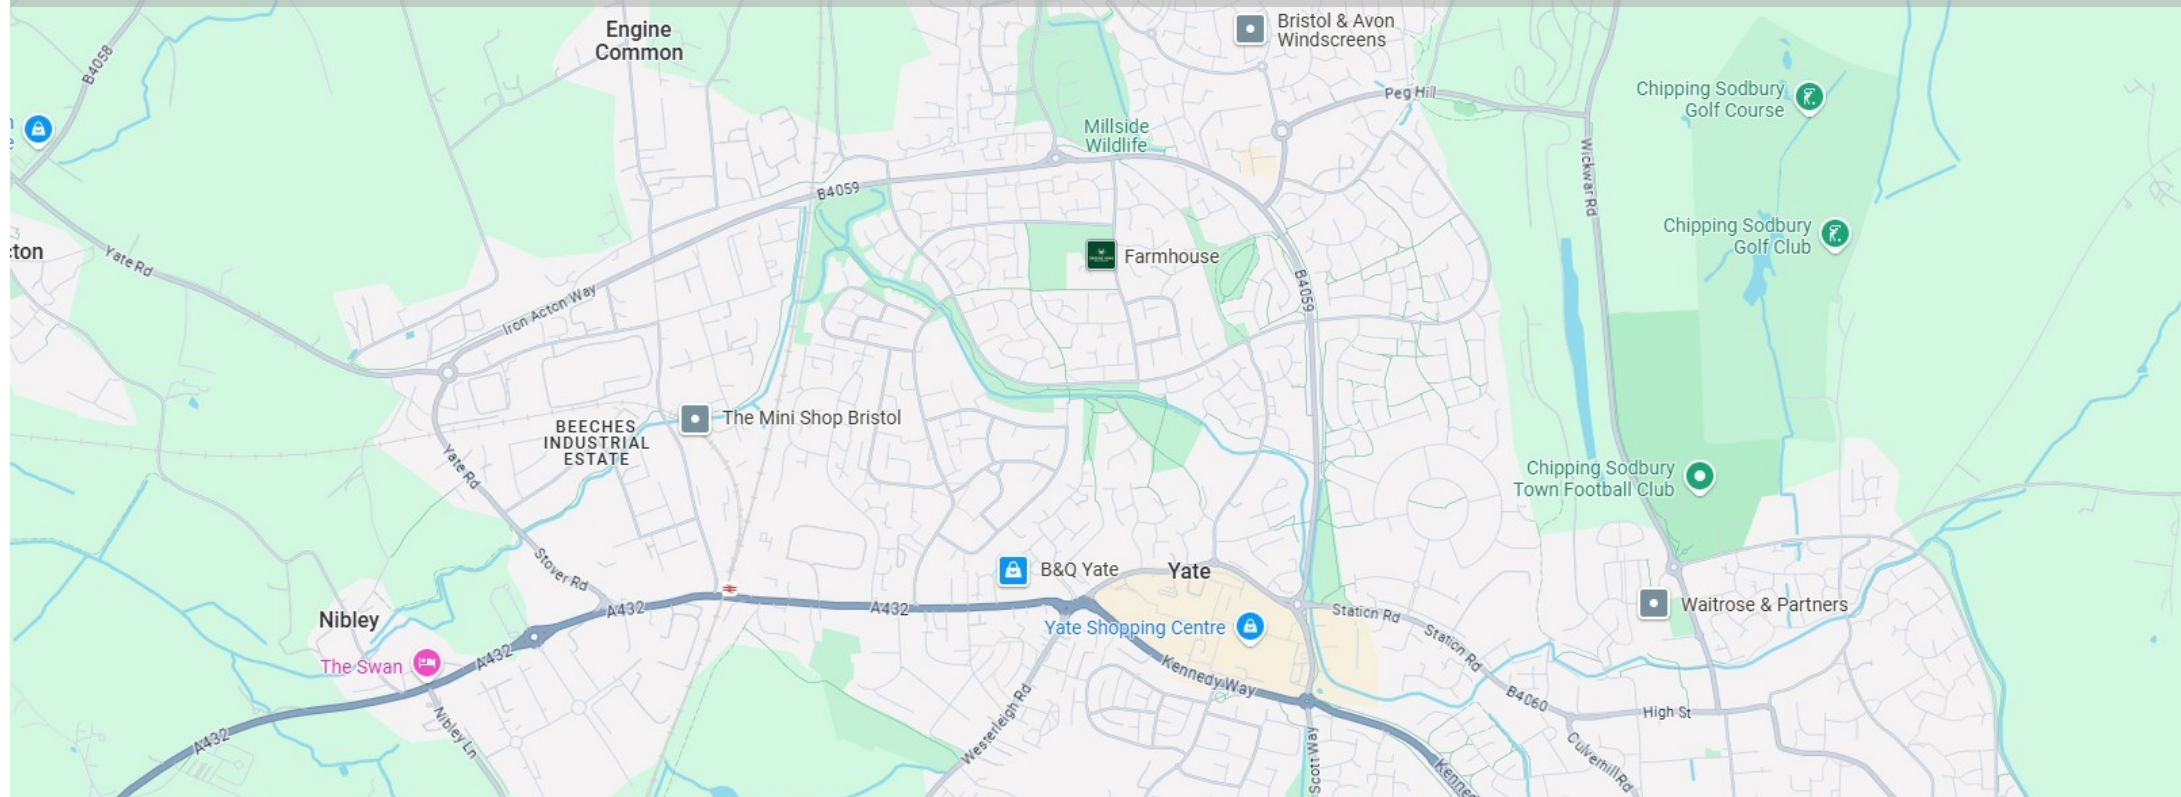 Engine
Common
Bristol & Avon
Windscreens
B4058
Peg Hill
Chipping Sodbury
Golf Course
Millside
Wildlife
Wickwar Rd
B4059
Chipping Sodbury
Golf Club
Farmhouse
cton
Yate Rd
Iron Acton Way
B4059
The Mini Shop Bristol
BEECHES
INDUSTRIAL
ESTATE
Yate Rd
Chipping Sodbury
Town Football Club
Stover Rd
B&Q Yate
Yate
A432
A432
Station Rd
Waitrose & Partners
Nibley
Yate Shopping Centre
Station Rd
The Swan
A432
Kennedy Way
B4060
High St
Nibley Ln
Westerleigh Rd
A432
Scott Way
Culverhill Rd
Kenne